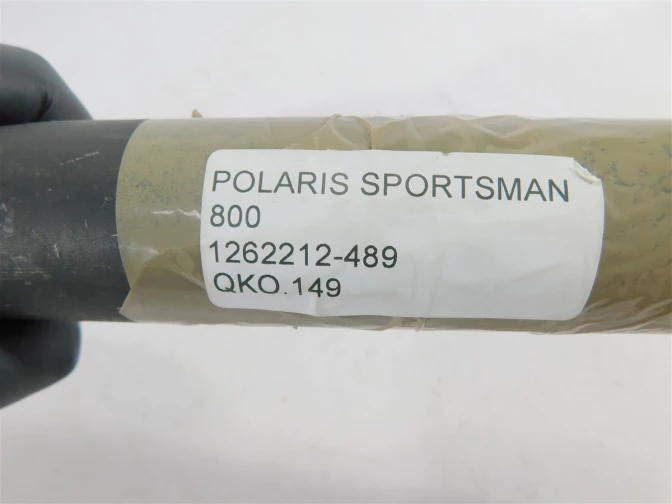 POLARIS SPORTSMAN
800
1262212-489
QKO.149